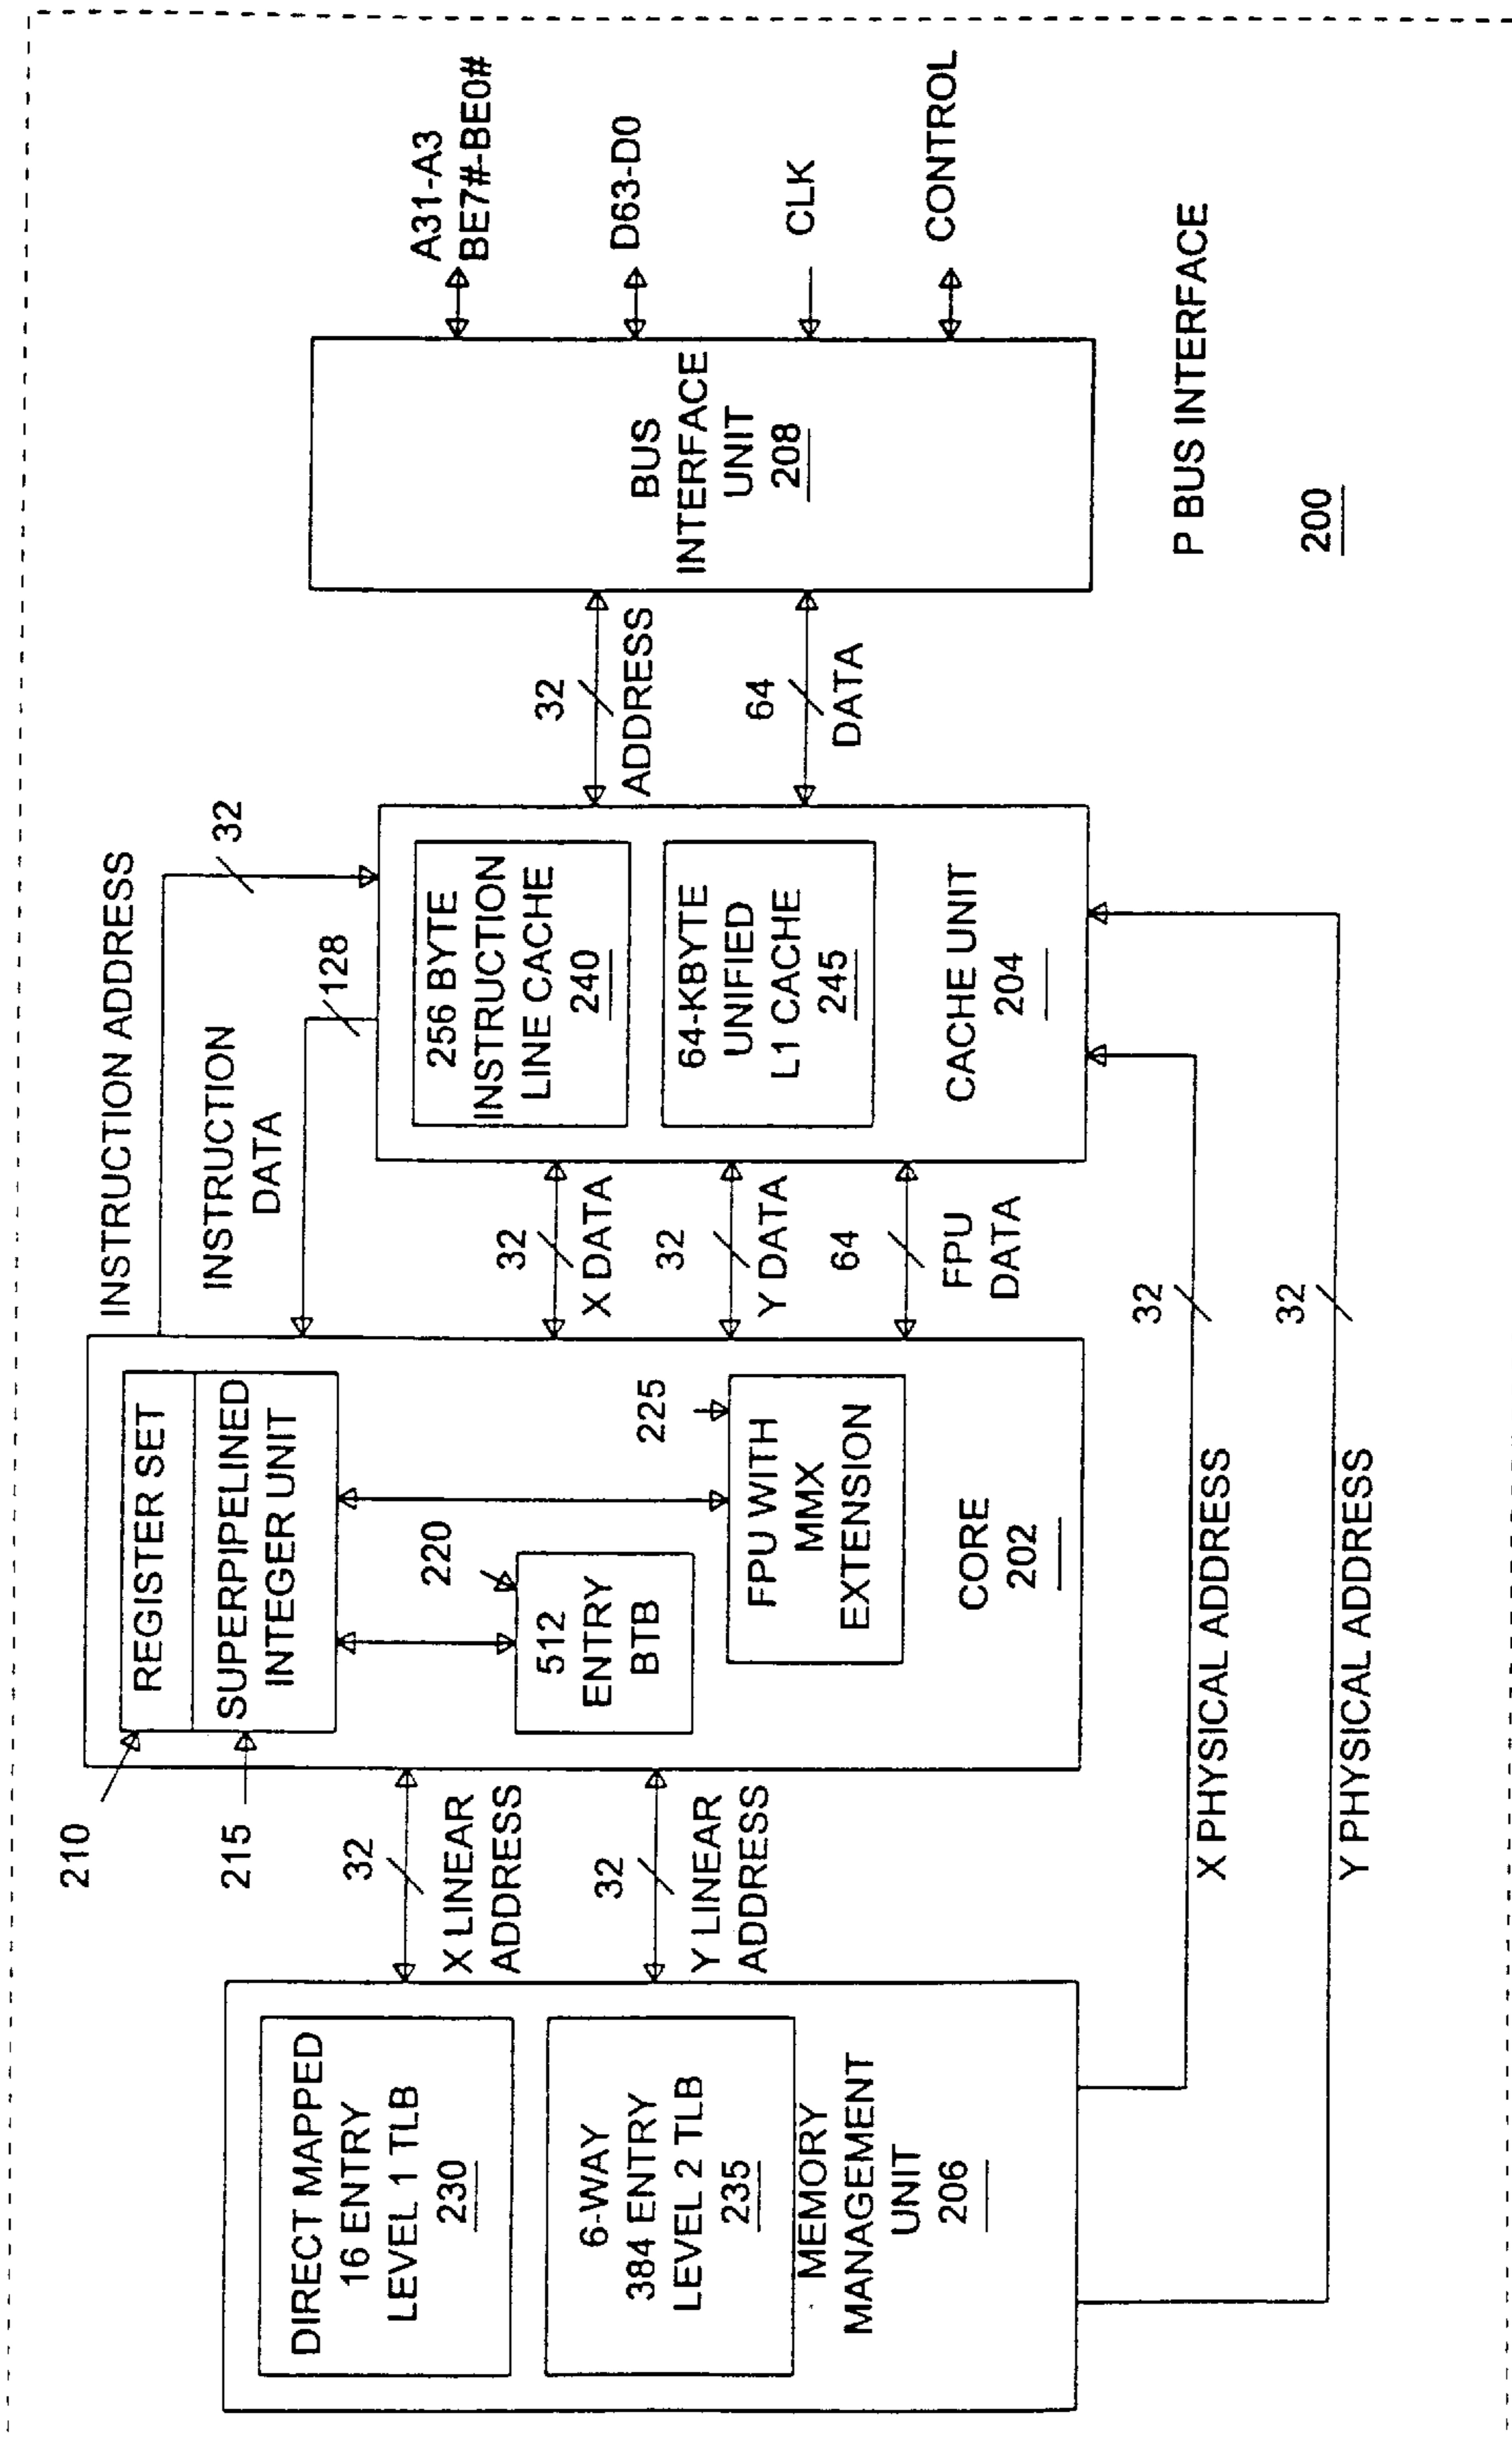 210
215
REGISTER SET
SUPERPIPELINED
INTEGER UNIT
220
512
ENTRY
BTB
225
FPU WITH
MMX
EXTENSION
CORE
202
DIRECT MAPPED
16 ENTRY
LEVEL 1 TLB
230
6-WAY
384 ENTRY
LEVEL 2 TLB
235
MEMORY
MANAGEMENT
UNIT
206
32
X LINEAR
ADDRESS
32
Y LINEAR
ADDRESS
INSTRUCTION ADDRESS
32
INSTRUCTION
DATA
128
32
X DATA
32
Y DATA
64
FPU
DATA
256 BYTE
INSTRUCTION
LINE CACHE
240
64-KBYTE
UNIFIED
L1 CACHE
245
CACHE UNIT
204
32
ADDRESS
64
DATA
BUS
INTERFACE
UNIT
208
A31-A3
BE7#-BE0#
D63-D0
CLK
CONTROL
X PHYSICAL ADDRESS
32
Y PHYSICAL ADDRESS
32
P BUS INTERFACE
200